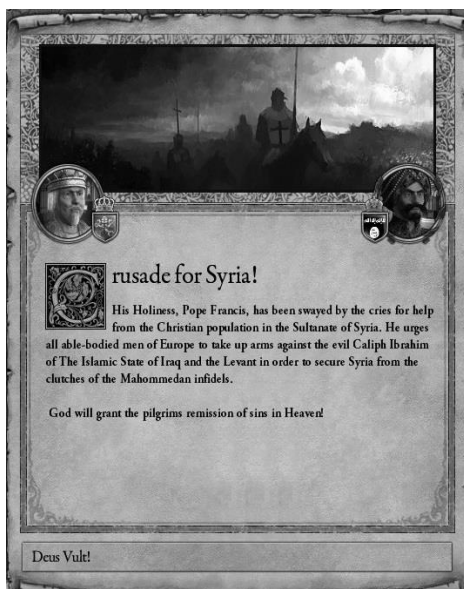 Crusade for Syria!
His Holiness, Pope Francis, has been swayed by the cries for help
from the Christian population in the Sultanate of Syria. He urges
all able-bodied men of Europe to take up arms against the evil Caliph Ibrahim
of The Islamic State of Iraq and the Levant in order to secure Syria from the
clutches of the Mahommedan infidels.
God will grant the pilgrims remission of sins in Heaven!
Deus Vult!